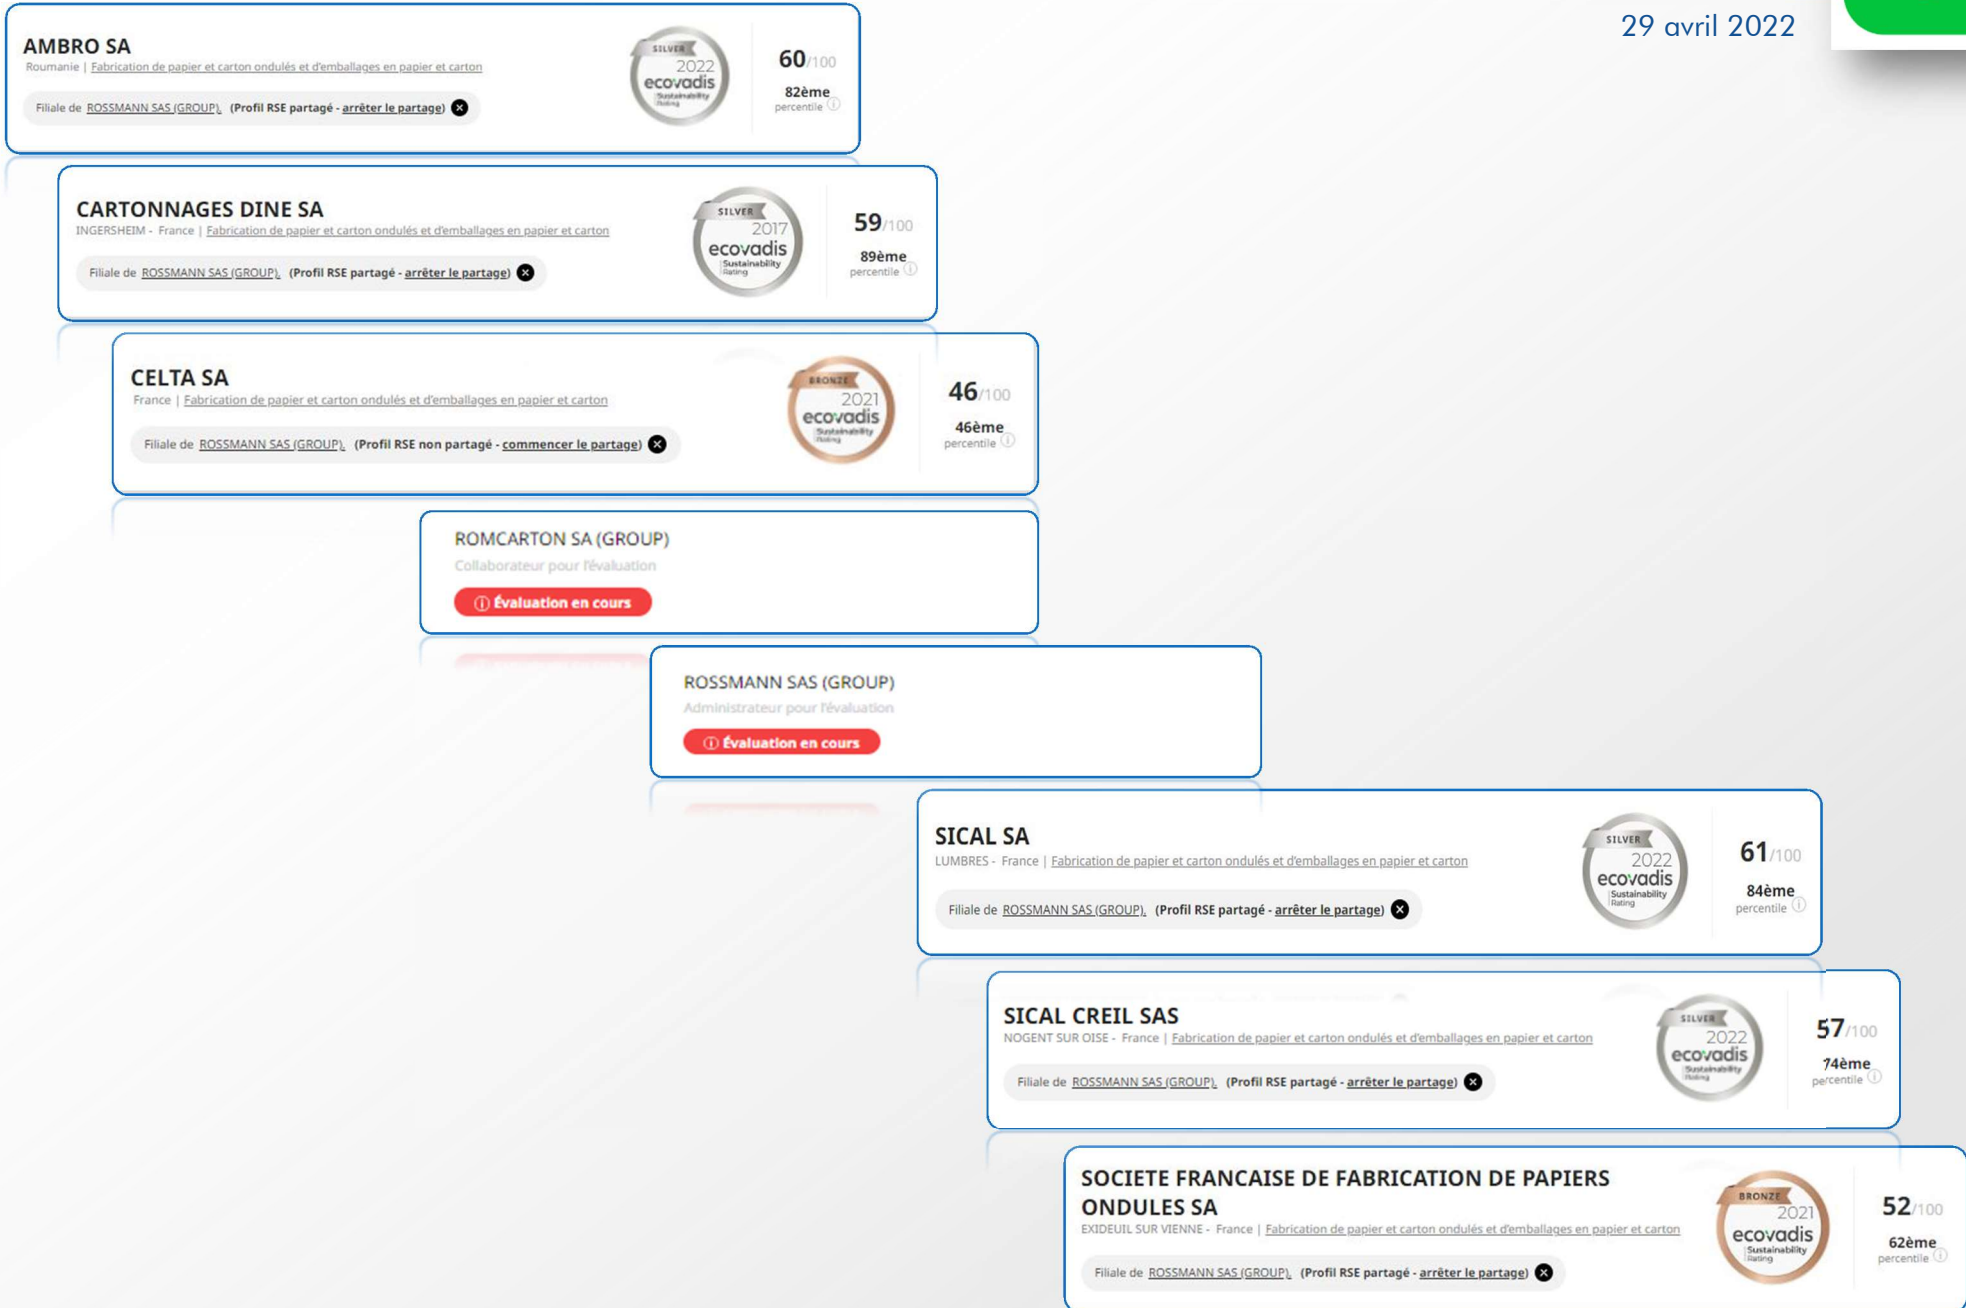 29 avril 2022
AMBRO SA
Roumanie | Fabrication de papier et carton ondulés et d'emballages en papier et carton
Filiale de ROSSMANN SAS (GROUP). (Profil RSE partagé - arrêter le partage)
SILVER
2022
ecovadis
Sustainability
Rating
60/100
82ème
percentile
CARTONNAGES DINE SA
INGERSHEIM - France | Fabrication de papier et carton ondulés et d'emballages en papier et carton
Filiale de ROSSMANN SAS (GROUP). (Profil RSE partagé - arrêter le partage)
SILVER
2017
ecovadis
Sustainability
Rating
59/100
89ème
percentile
CELTA SA
France | Fabrication de papier et carton ondulés et d'emballages en papier et carton
Filiale de ROSSMANN SAS (GROUP). (Profil RSE non partagé - commencer le partage)
BRONZE
2021
ecovadis
Sustainability
Rating
46/100
46ème
percentile
ROMCARTON SA (GROUP)
Collaborateur pour l'évaluation
Évaluation en cours
ROSSMANN SAS (GROUP)
Administrateur pour l'évaluation
Évaluation en cours
SICAL SA
LUMBRES - France | Fabrication de papier et carton ondulés et d'emballages en papier et carton
Filiale de ROSSMANN SAS (GROUP). (Profil RSE partagé - arrêter le partage)
SILVER
2022
ecovadis
Sustainability
Rating
61/100
84ème
percentile
SICAL CREIL SAS
NOGENT SUR OISE - France | Fabrication de papier et carton ondulés et d'emballages en papier et carton
Filiale de ROSSMANN SAS (GROUP). (Profil RSE partagé - arrêter le partage)
SILVER
2022
ecovadis
Sustainability
Rating
57/100
74ème
percentile
SOCIETE FRANCAISE DE FABRICATION DE PAPIERS
ONDULES SA
EXIDEUIL SUR VIENNE - France | Fabrication de papier et carton ondulés et d'emballages en papier et carton
Filiale de ROSSMANN SAS (GROUP). (Profil RSE partagé - arrêter le partage)
BRONZE
2021
ecovadis
Sustainability
Rating
52/100
62ème
percentile